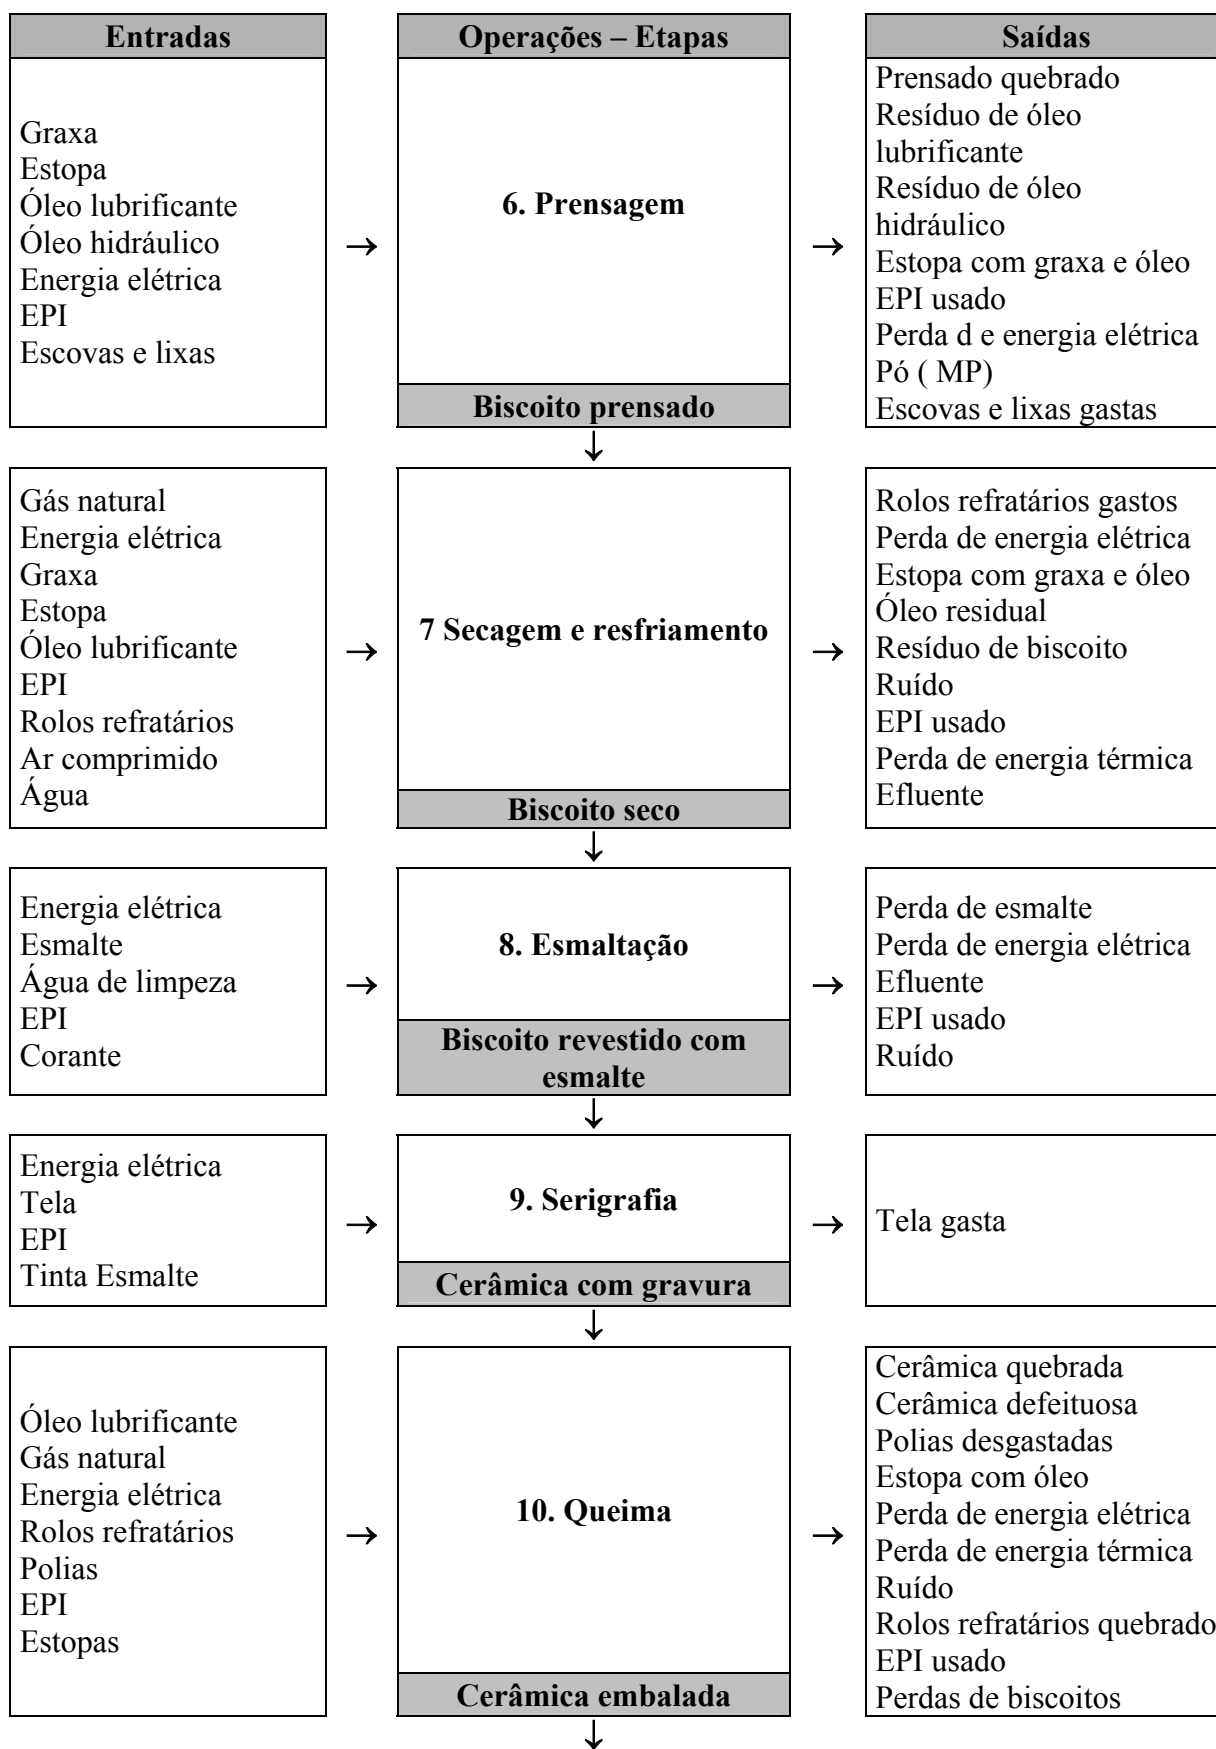 Entradas
Operações – Etapas
Saídas
Graxa
Estopa
Óleo lubrificante
Óleo hidráulico
Energia elétrica
EPI
Escovas e lixas
→
6. Prensagem
Biscoito prensado
→
Prensado quebrado
Resíduo de óleo
lubrificante
Resíduo de óleo
hidráulico
Estopa com graxa e óleo
EPI usado
Perda d e energia elétrica
Pó ( MP)
Escovas e lixas gastas
↓
Gás natural
Energia elétrica
Graxa
Estopa
Óleo lubrificante
EPI
Rolos refratários
Ar comprimido
Água
→
7 Secagem e resfriamento
Biscoito seco
→
Rolos refratários gastos
Perda de energia elétrica
Estopa com graxa e óleo
Óleo residual
Resíduo de biscoito
Ruído
EPI usado
Perda de energia térmica
Efluente
↓
Energia elétrica
Esmalte
Água de limpeza
EPI
Corante
→
8. Esmaltação
Biscoito revestido com
esmalte
→
Perda de esmalte
Perda de energia elétrica
Efluente
EPI usado
Ruído
↓
Energia elétrica
Tela
EPI
Tinta Esmalte
→
9. Serigrafia
Cerâmica com gravura
→
Tela gasta
↓
Óleo lubrificante
Gás natural
Energia elétrica
Rolos refratários
Polias
EPI
Estopas
→
10. Queima
Cerâmica embalada
→
Cerâmica quebrada
Cerâmica defeituosa
Polias desgastadas
Estopa com óleo
Perda de energia elétrica
Perda de energia térmica
Ruído
Rolos refratários quebrado
EPI usado
Perdas de biscoitos
↓